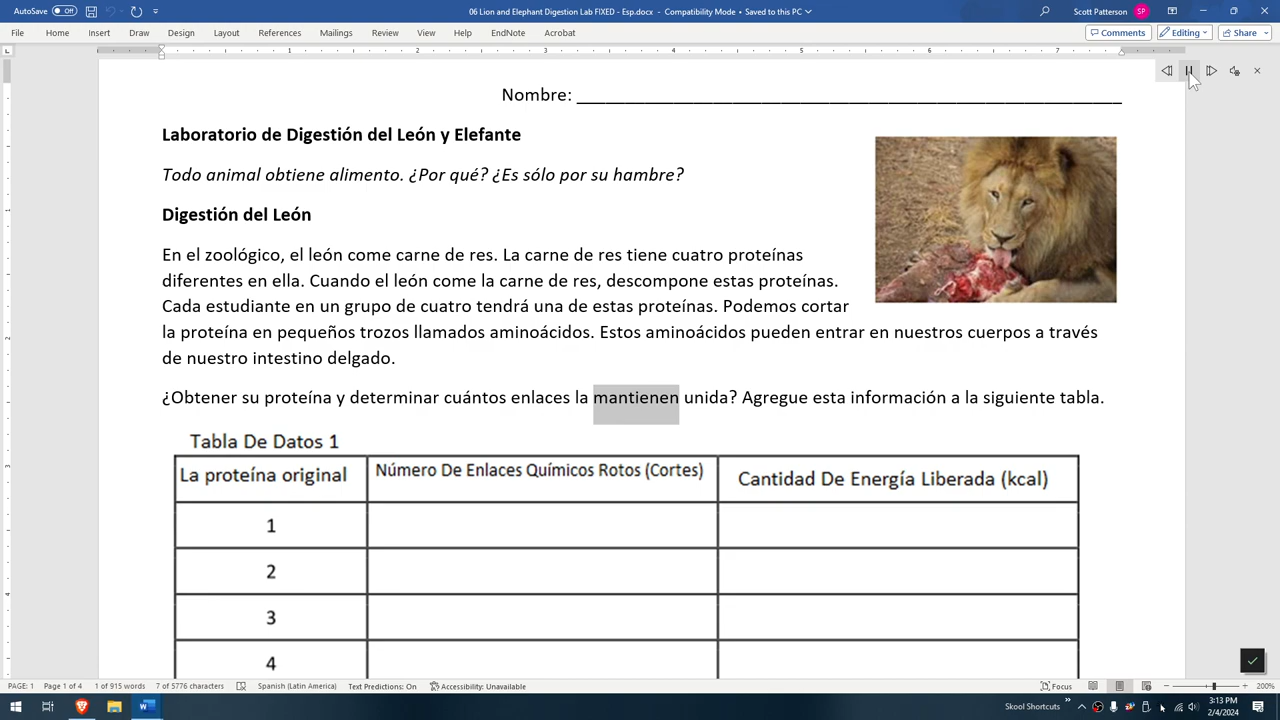 AutoSave Off
06 Lion and Elephant Digestion Lab FIXED - Esp.docx - Compatibility Mode • Saved to this PC
Scott Patterson SP
File Home Insert Draw Design Layout References Mailings Review View Help EndNote Acrobat
Comments Editing Share
1 2 3 4 5 6 7
Nombre: ________________________________________________________
Laboratorio de Digestión del León y Elefante
Todo animal obtiene alimento. ¿Por qué? ¿Es sólo por su hambre?
Digestión del León
En el zoológico, el león come carne de res. La carne de res tiene cuatro proteínas
diferentes en ella. Cuando el león come la carne de res, descompone estas proteínas.
Cada estudiante en un grupo de cuatro tendrá una de estas proteínas. Podemos cortar
la proteína en pequeños trozos llamados aminoácidos. Estos aminoácidos pueden entrar en nuestros cuerpos a través
de nuestro intestino delgado.
¿Obtener su proteína y determinar cuántos enlaces la mantienen unida? Agregue esta información a la siguiente tabla.
Tabla De Datos 1
La proteína original Número De Enlaces Químicos Rotos (Cortes) Cantidad De Energía Liberada (kcal)
1
2
3
4
PAGE: 1 Page 1 of 4 1 of 915 words 7 of 5776 characters Spanish (Latin America) Text Predictions: On Accessibility: Unavailable Focus 200%
Skool Shortcuts
3:13 PM
2/4/2024